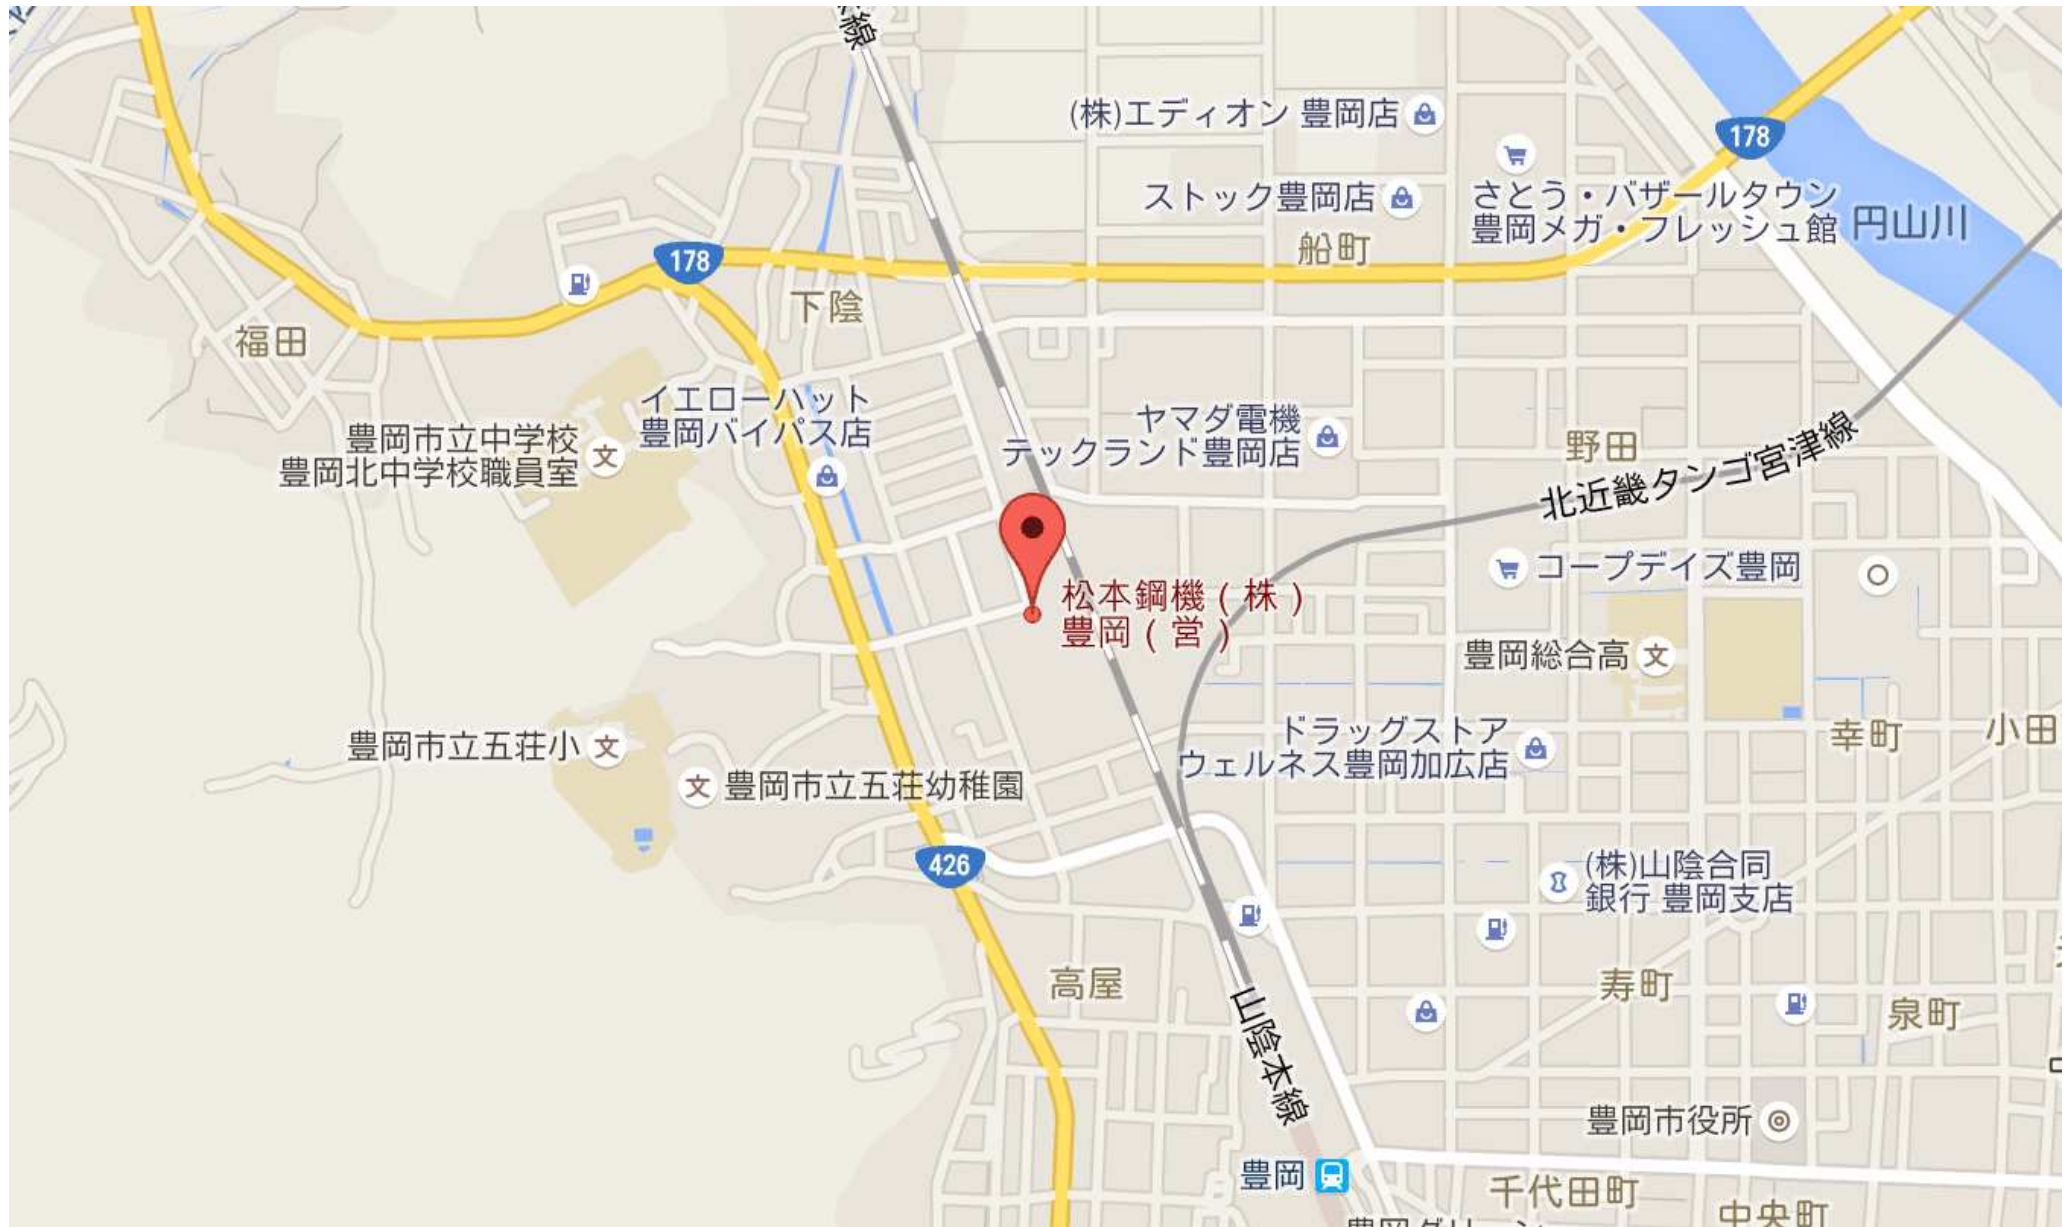 線
(株)エディオン 豊岡店
178
ストック豊岡店
さとう・バザールタウン
豊岡メガ・フレッシュ館
円山川
船町
178
下陰
福田
イエローハット
豊岡バイパス店
豊岡市立中学校
豊岡北中学校職員室
ヤマダ電機
テックランド豊岡店
野田
北近畿タンゴ宮津線
コープデイズ豊岡
松本鋼機(株)
豊岡(営)
豊岡総合高
豊岡市立五荘小
豊岡市立五荘幼稚園
ドラッグストア
ウェルネス豊岡加広店
幸町
小田
426
(株)山陰合同
銀行 豊岡支店
高屋
寿町
泉町
山陰本線
豊岡市役所
豊岡
千代田町
中央町